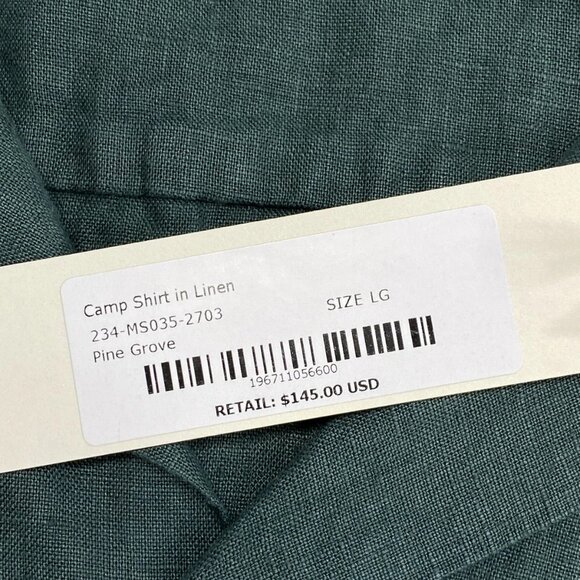 Camp Shirt in Linen
234-MS035-2703 SIZE LG
Pine Grove
196711056600
RETAIL: $145.00 USD